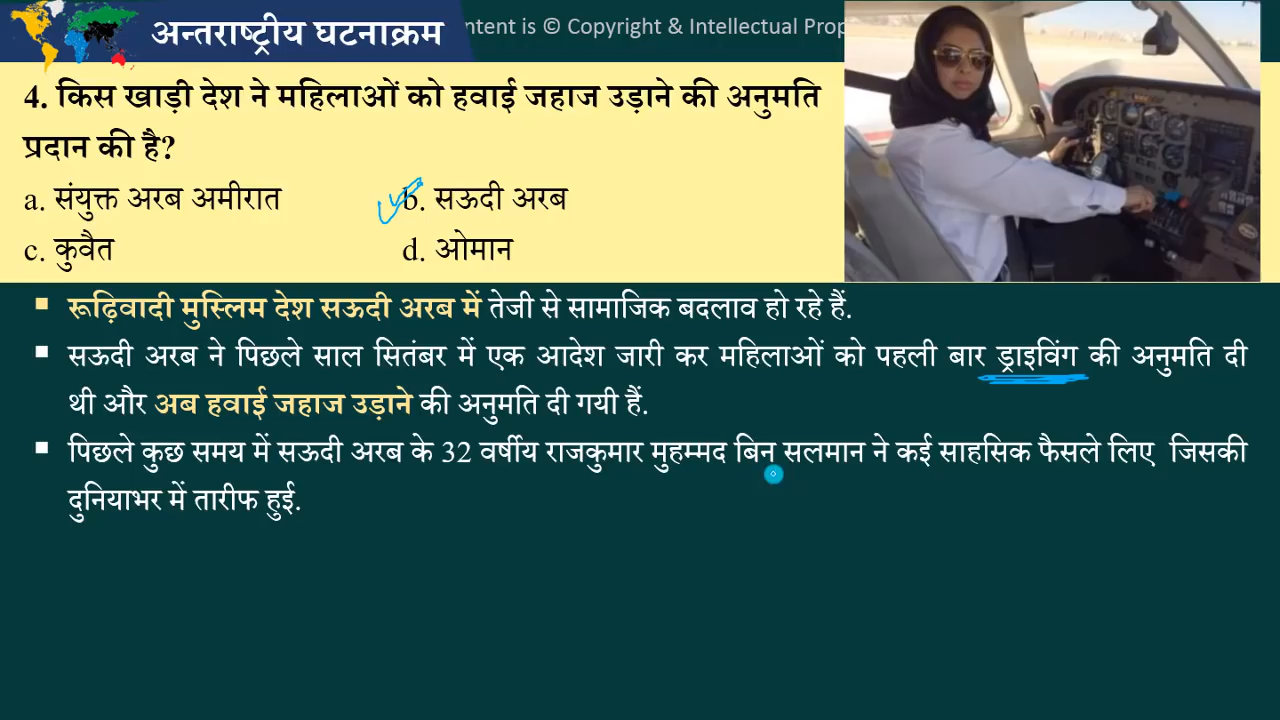 अन्तराष्ट्रीय घटनाक्रम
ntent is © Copyright & Intellectual Prop
4. किस खाड़ी देश ने महिलाओं को हवाई जहाज उड़ाने की अनुमति
प्रदान की है?
a. संयुक्त अरब अमीरात b. सऊदी अरब
c. कुवैत d. ओमान
▪ रूढ़िवादी मुस्लिम देश सऊदी अरब में तेजी से सामाजिक बदलाव हो रहे हैं.
▪ सऊदी अरब ने पिछले साल सितंबर में एक आदेश जारी कर महिलाओं को पहली बार ड्राइविंग की अनुमति दी
थी और अब हवाई जहाज उड़ाने की अनुमति दी गयी हैं.
▪ पिछले कुछ समय में सऊदी अरब के 32 वर्षीय राजकुमार मुहम्मद बिन सलमान ने कई साहसिक फैसले लिए जिसकी
दुनियाभर में तारीफ हुई.